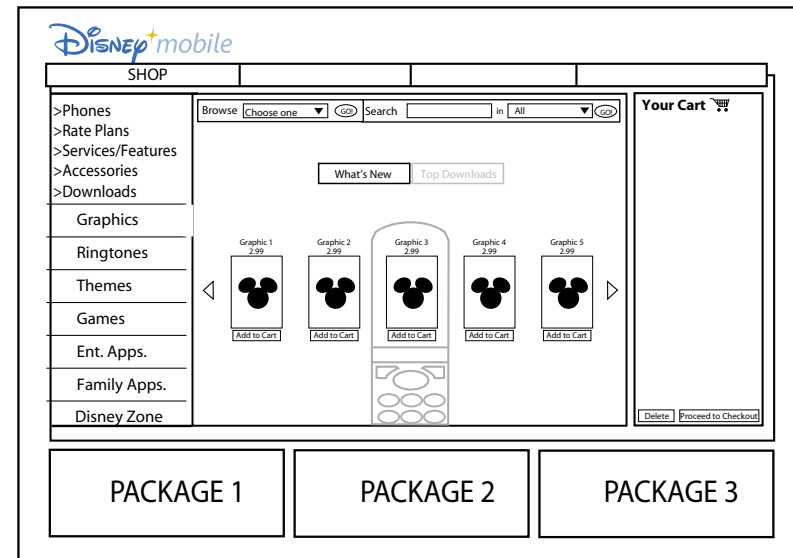 Disney mobile
SHOP
>Phones
>Rate Plans
>Services/Features
>Accessories
>Downloads
Graphics
Ringtones
Themes
Games
Ent. Apps.
Family Apps.
Disney Zone
Browse Choose one GO! Search in All GO!
What's New Top Downloads
Graphic 1 Graphic 2 Graphic 3 Graphic 4 Graphic 5
2.99 2.99 2.99 2.99 2.99
Add to Cart Add to Cart Add to Cart Add to Cart Add to Cart
Your Cart
Delete Proceed to Checkout
PACKAGE 1 PACKAGE 2 PACKAGE 3